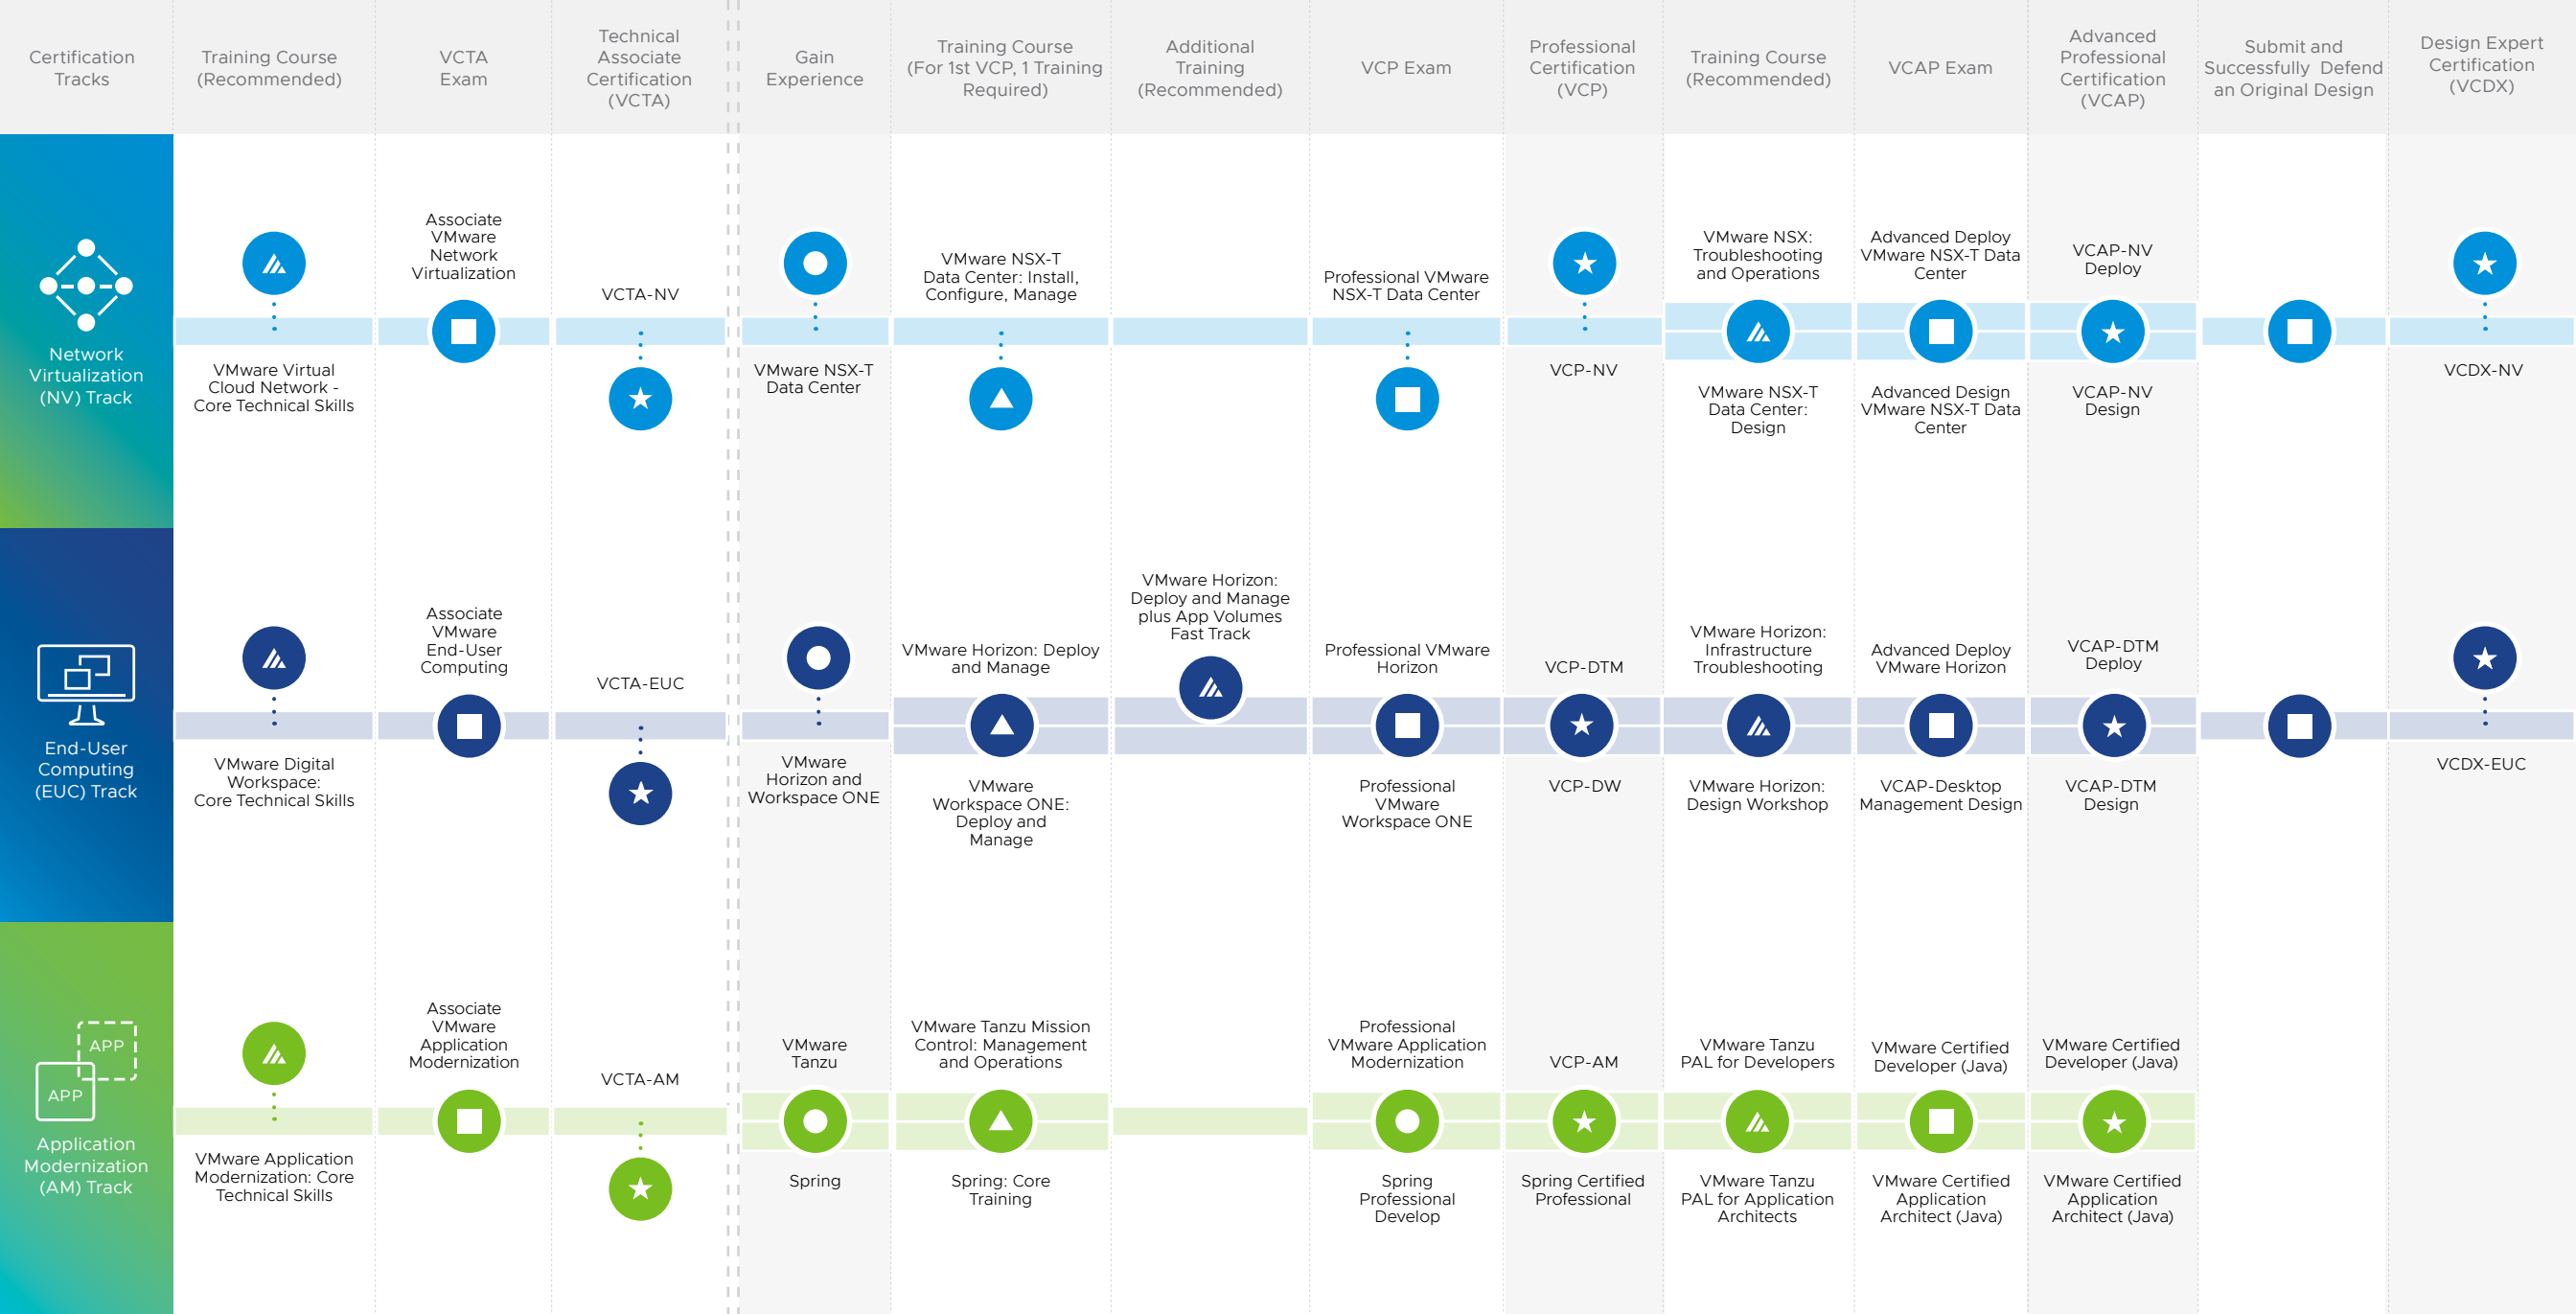 Certification
Tracks
Training Course
(Recommended)
VCTA
Exam
Technical
Associate
Certification
(VCTA)
Gain
Experience
Training Course
(For 1st VCP, 1 Training
Required)
Additional
Training
(Recommended)
VCP Exam
Professional
Certification
(VCP)
Training Course
(Recommended)
VCAP Exam
Advanced
Professional
Certification
(VCAP)
Submit and
Successfully Defend
an Original Design
Design Expert
Certification
(VCDX)
Network
Virtualization
(NV) Track
VMware Virtual
Cloud Network -
Core Technical Skills
Associate
VMware
Network
Virtualization
VCTA-NV
VMware NSX-T
Data Center
VMware NSX-T
Data Center: Install,
Configure, Manage
Professional VMware
NSX-T Data Center
VCP-NV
VMware NSX:
Troubleshooting
and Operations
VMware NSX-T
Data Center:
Design
Advanced Deploy
VMware NSX-T Data
Center
Advanced Design
VMware NSX-T Data
Center
VCAP-NV
Deploy
VCAP-NV
Design
VCDX-NV
End-User
Computing
(EUC) Track
VMware Digital
Workspace:
Core Technical Skills
Associate
VMware
End-User
Computing
VCTA-EUC
VMware
Horizon and
Workspace ONE
VMware Horizon: Deploy
and Manage
VMware
Workspace ONE:
Deploy and
Manage
VMware Horizon:
Deploy and Manage
plus App Volumes
Fast Track
Professional VMware
Horizon
Professional
VMware
Workspace ONE
VCP-DTM
VCP-DW
VMware Horizon:
Infrastructure
Troubleshooting
VMware Horizon:
Design Workshop
Advanced Deploy
VMware Horizon
VCAP-Desktop
Management Design
VCAP-DTM
Deploy
VCAP-DTM
Design
VCDX-EUC
APP
APP
Application
Modernization
(AM) Track
VMware Application
Modernization: Core
Technical Skills
Associate
VMware
Application
Modernization
VCTA-AM
VMware
Tanzu
Spring
VMware Tanzu Mission
Control: Management
and Operations
Spring: Core
Training
Professional
VMware Application
Modernization
Spring
Professional
Develop
VCP-AM
Spring Certified
Professional
VMware Tanzu
PAL for Developers
VMware Tanzu
PAL for Application
Architects
VMware Certified
Developer (Java)
VMware Certified
Application
Architect (Java)
VMware Certified
Developer (Java)
VMware Certified
Application
Architect (Java)